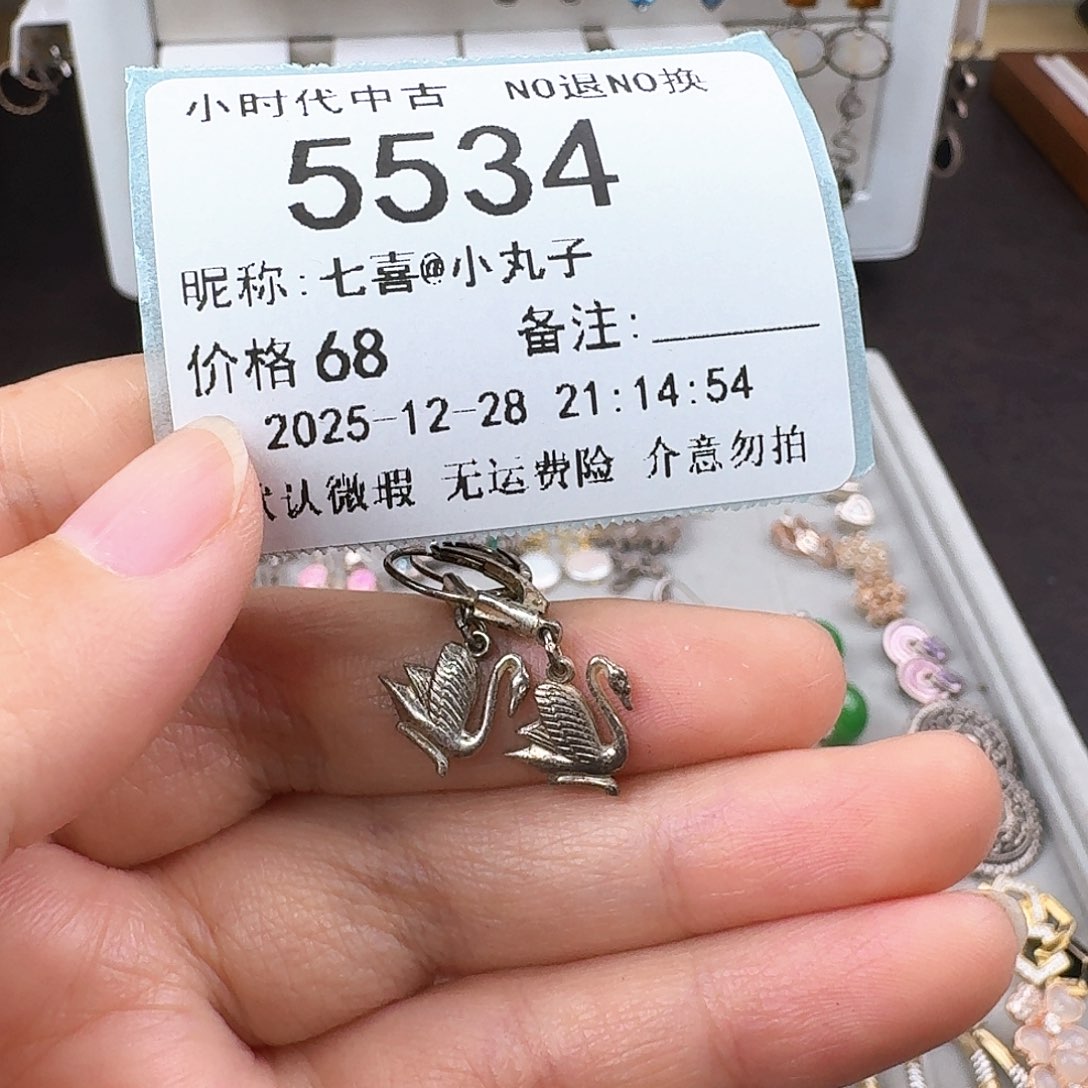 小时代中古 NO退NO换
5534
昵称:七喜@小丸子
价格 68 备注:
2025-12-28 21:14:54
默认微瑕 无运费险 介意勿拍